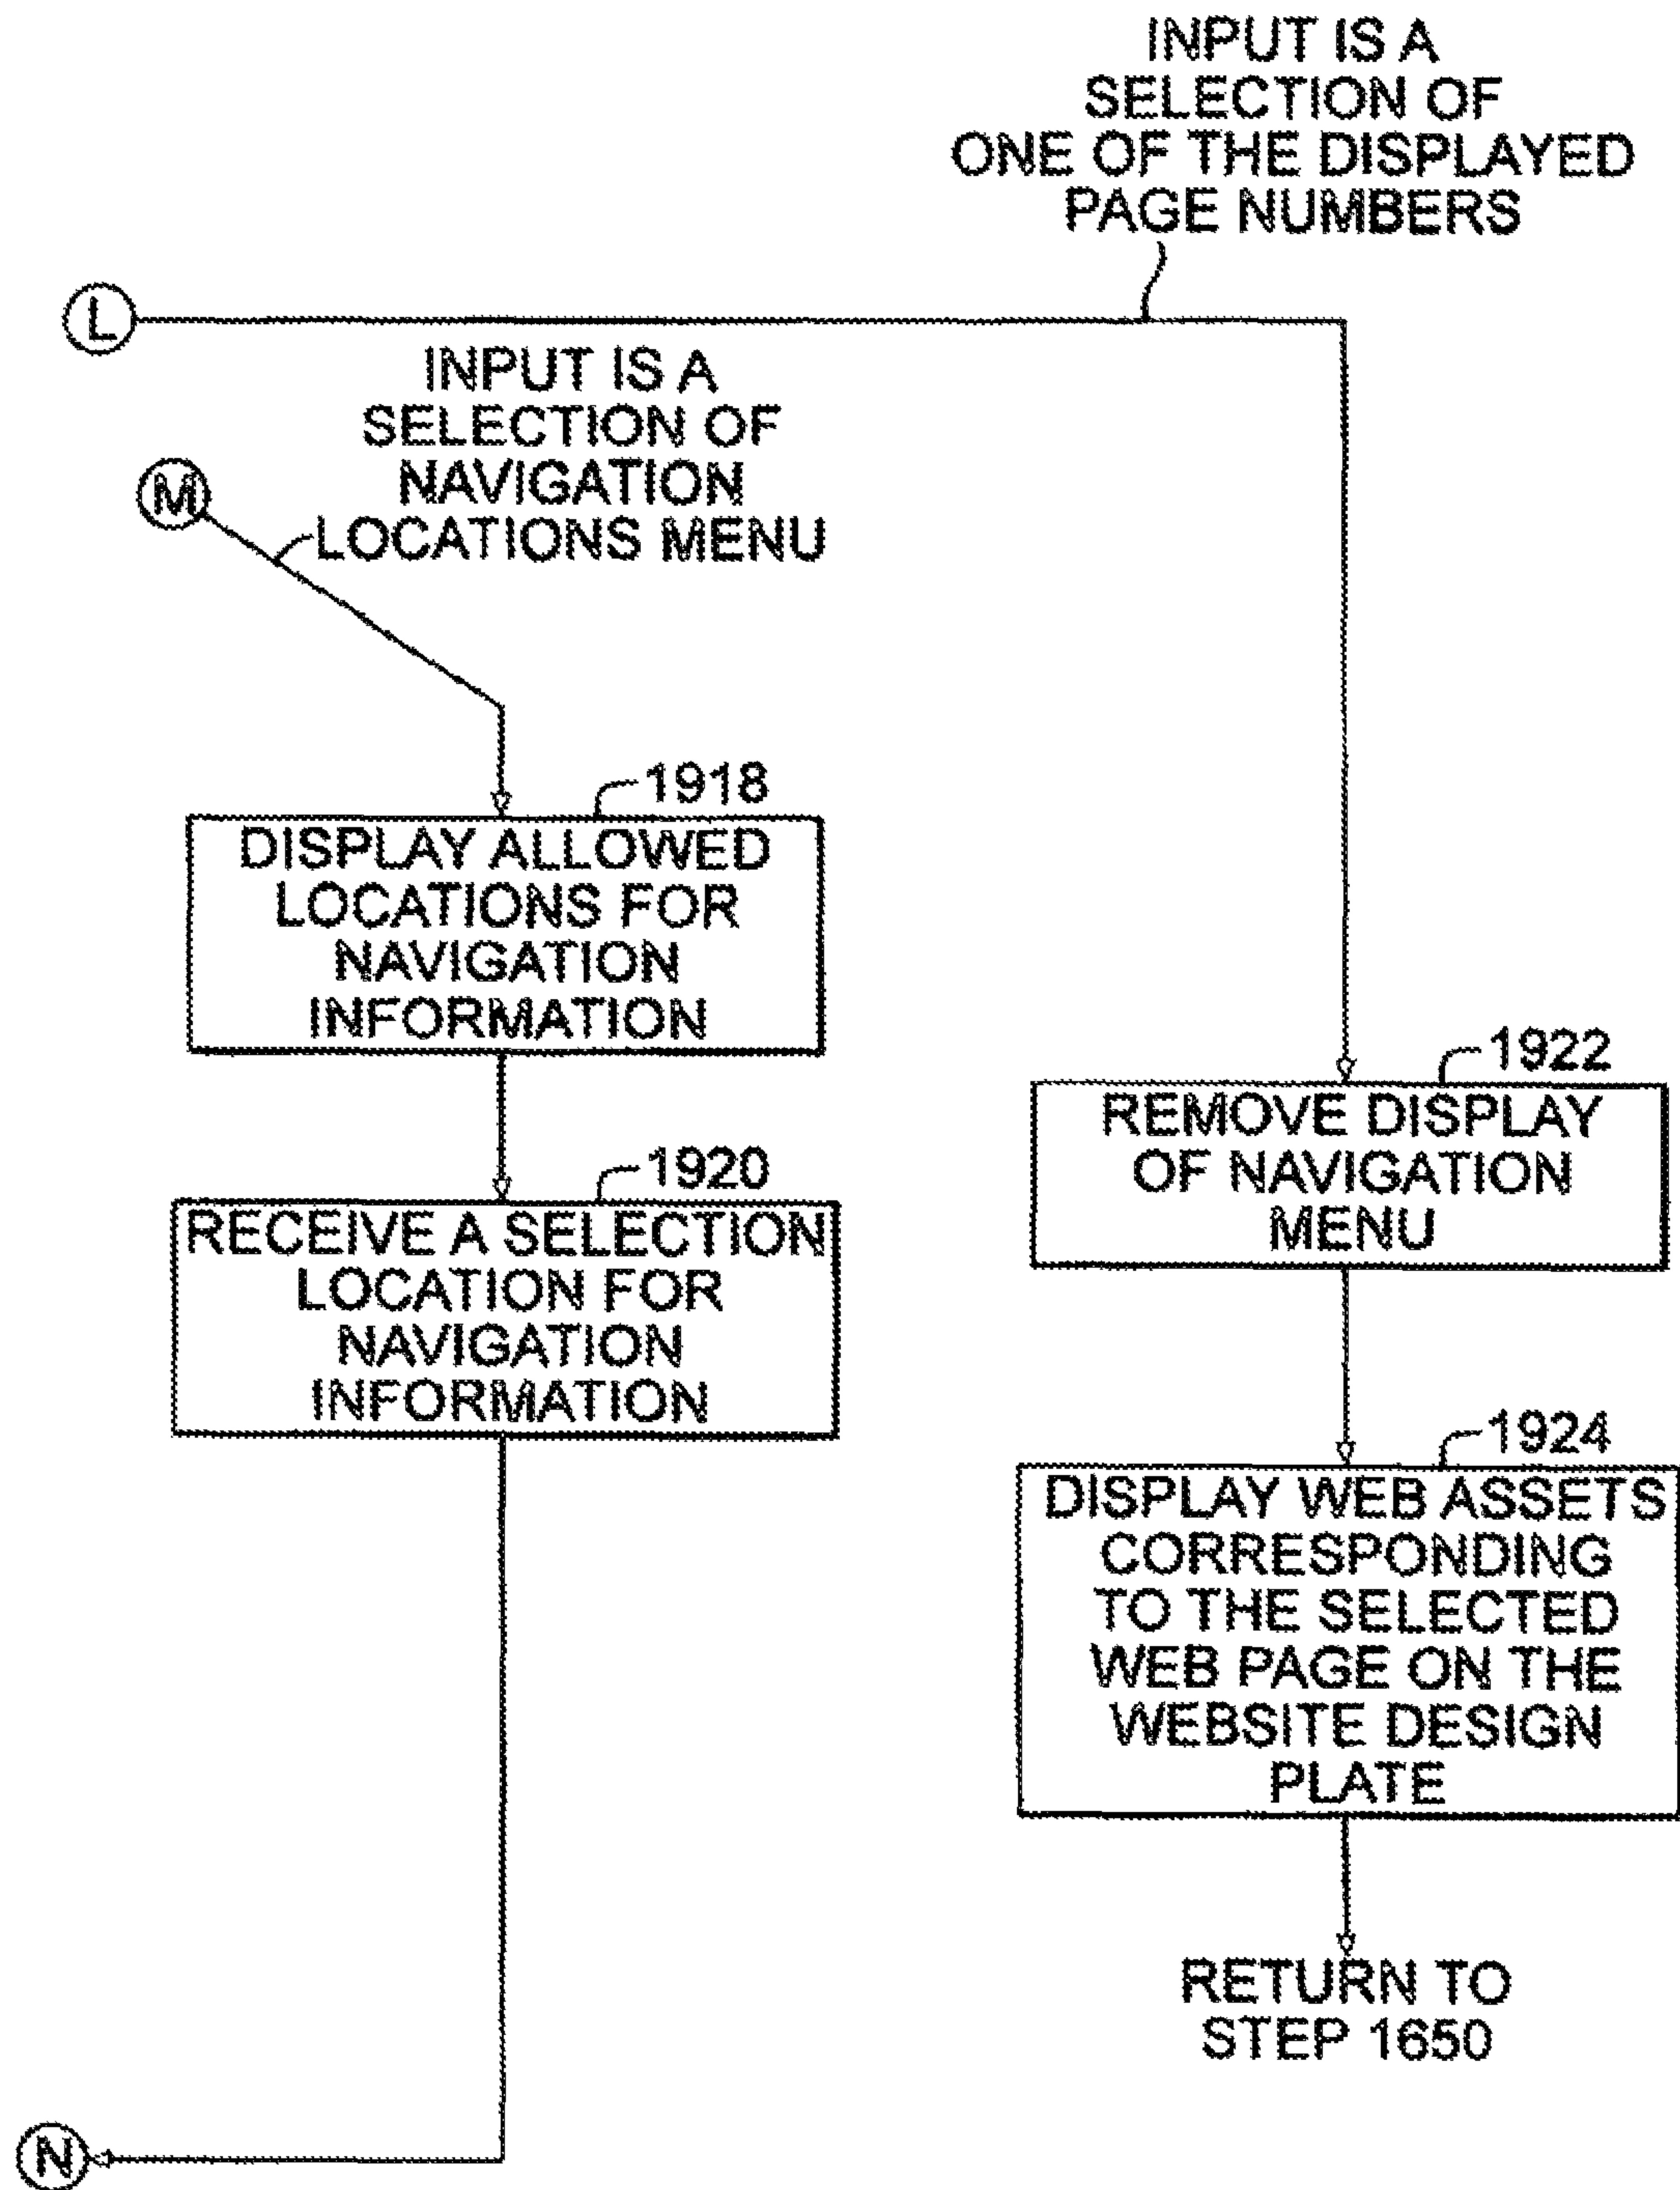 INPUT IS A
SELECTION OF
ONE OF THE DISPLAYED
PAGE NUMBERS
L
INPUT IS A
SELECTION OF
NAVIGATION
LOCATIONS MENU
M
1918
DISPLAY ALLOWED
LOCATIONS FOR
NAVIGATION
INFORMATION
1920
RECEIVE A SELECTION
LOCATION FOR
NAVIGATION
INFORMATION
1922
REMOVE DISPLAY
OF NAVIGATION
MENU
1924
DISPLAY WEB ASSETS
CORRESPONDING
TO THE SELECTED
WEB PAGE ON THE
WEBSITE DESIGN
PLATE
RETURN TO
STEP 1650
N